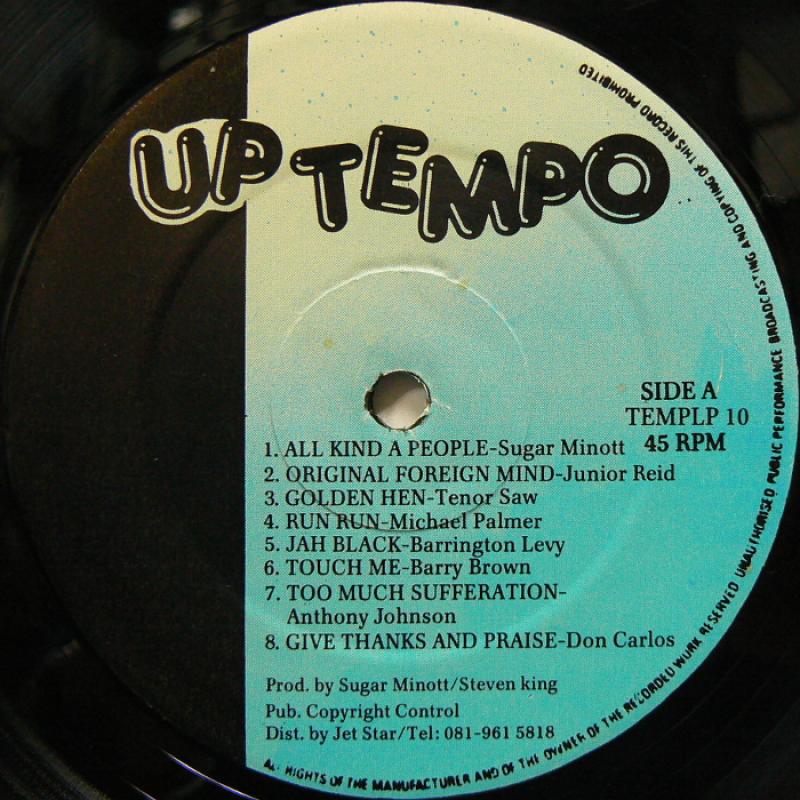 UP TEMPO
SIDE A
TEMPLP 10
45 RPM
1. ALL KIND A PEOPLE-Sugar Minott
2. ORIGINAL FOREIGN MIND-Junior Reid
3. GOLDEN HEN-Tenor Saw
4. RUN RUN-Michael Palmer
5. JAH BLACK-Barrington Levy
6. TOUCH ME-Barry Brown
7. TOO MUCH SUFFERATION-
Anthony Johnson
8. GIVE THANKS AND PRAISE-Don Carlos
Prod. by Sugar Minott/Steven king
Pub. Copyright Control
Dist. by Jet Star/Tel: 081-961 5818
ALL RIGHTS OF THE MANUFACTURER AND OF THE OWNER OF THE RECORDED WORK RESERVED UNAUTHORISED PUBLIC PERFORMANCE BROADCASTING AND COPYING OF THIS RECORD PROHIBITED